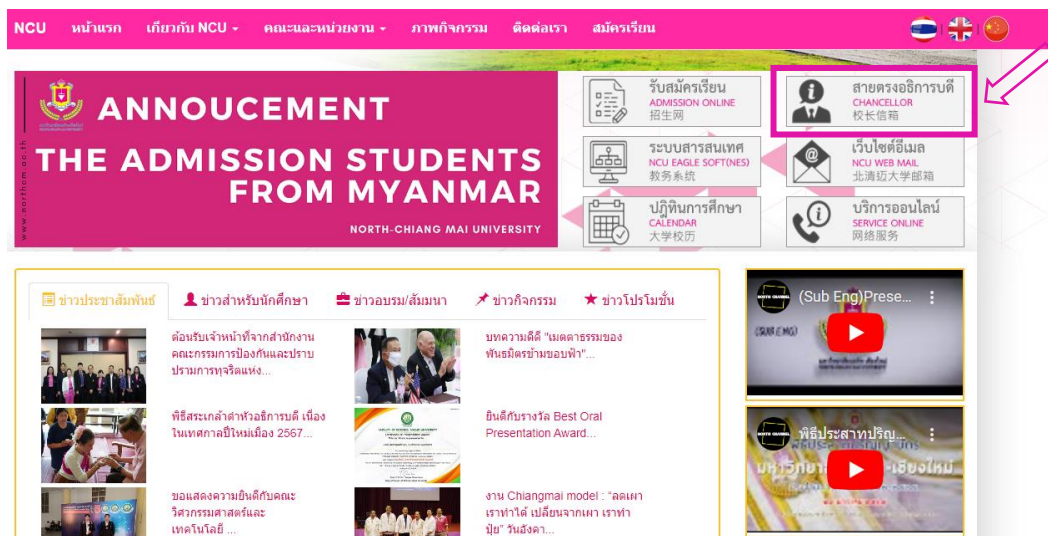 NCU หน้าแรก เกี่ยวกับ NCU คณะและหน่วยงาน ภาพกิจกรรม ติดต่อเรา สมัครเรียน
www.northcm.ac.th
ANNOUCEMENT
THE ADMISSION STUDENTS
FROM MYANMAR
NORTH-CHIANG MAI UNIVERSITY
รับสมัครเรียน
ADMISSION ONLINE
招生网
สายตรงอธิการบดี
CHANCELLOR
校长信箱
ระบบสารสนเทศ
NCU EAGLE SOFT(NES)
教务系统
เว็บไซต์อีเมล
NCU WEB MAIL
北清迈大学邮箱
ปฎิทินการศึกษา
CALENDAR
大学校历
บริการออนไลน์
SERVICE ONLINE
网络服务
ข่าวประชาสัมพันธ์ ข่าวสำหรับนักศึกษา ข่าวอบรม/สัมมนา ข่าวกิจกรรม ข่าวโปรโมชั่น
ต้อนรับเจ้าหน้าที่จากสำนักงาน
คณะกรรมการป้องกันและปราบ
ปรามการทุจริตแห่ง...
บทความดีดี "เมตตาธรรมของ
พันธมิตรข้ามขอบฟ้า"...
พิธีสระเกล้าดำหัวอธิการบดี เนื่อง
ในเทศกาลปีใหม่เมือง 2567...
ยินดีกับรางวัล Best Oral
Presentation Award...
ขอแสดงความยินดีกับคณะ
วิศวกรรมศาสตร์และ
เทคโนโลยี ...
งาน Chiangmai model : "ลดเผา
เราทำได้ เปลี่ยนจากเผา เราทำ
ปุ๋ย" วันอังคา...
(Sub Eng)Prese...
(SUB ENG)
พิธีประสาทปริญ...